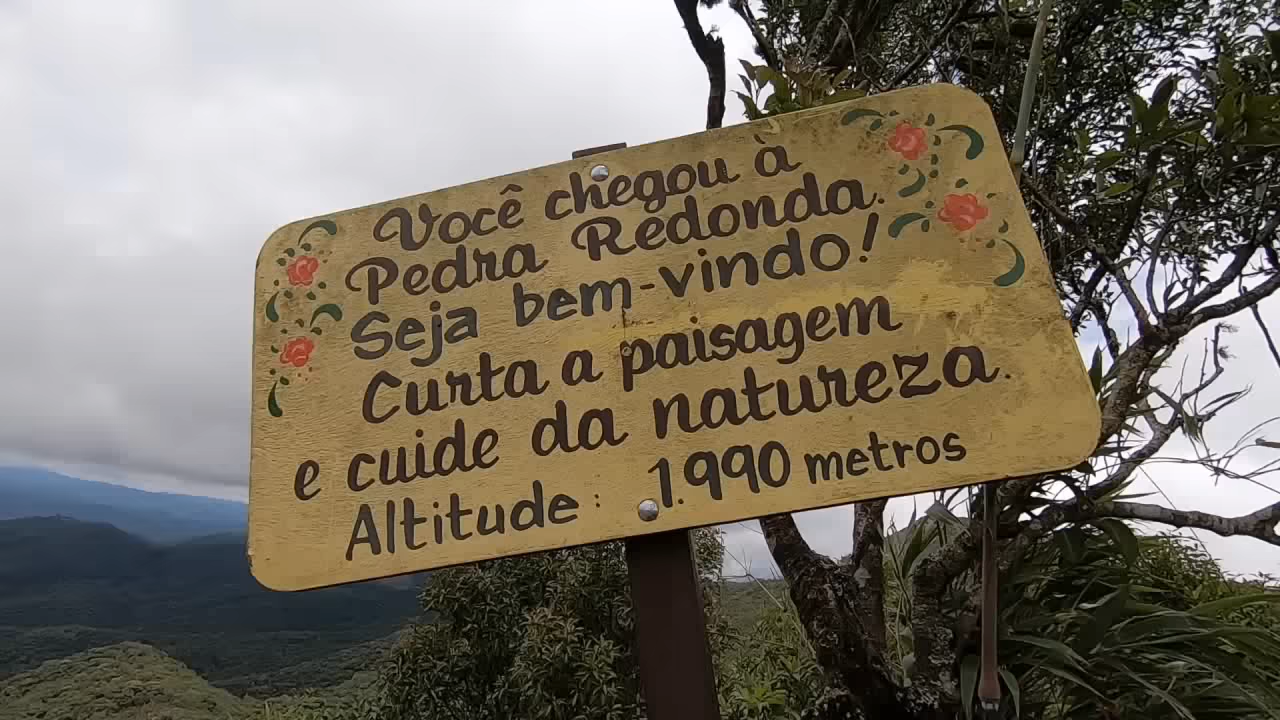 Você chegou à
Pedra Redonda.
Seja bem-vindo!
Curta a paisagem
e cuide da natureza.
Altitude: 1.990 metros